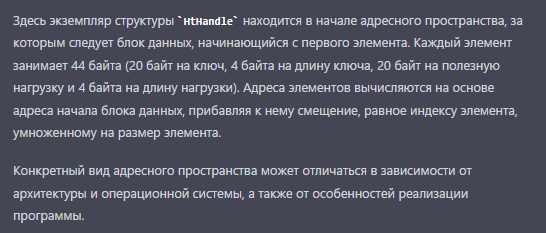 Здесь экземпляр структуры `HtHandle` находится в начале адресного пространства, за
которым следует блок данных, начинающийся с первого элемента. Каждый элемент
занимает 44 байта (20 байт на ключ, 4 байта на длину ключа, 20 байт на полезную
нагрузку и 4 байта на длину нагрузки). Адреса элементов вычисляются на основе
адреса начала блока данных, прибавляя к нему смещение, равное индексу элемента,
умноженному на размер элемента.
Конкретный вид адресного пространства может отличаться в зависимости от
архитектуры и операционной системы, а также от особенностей реализации
программы.